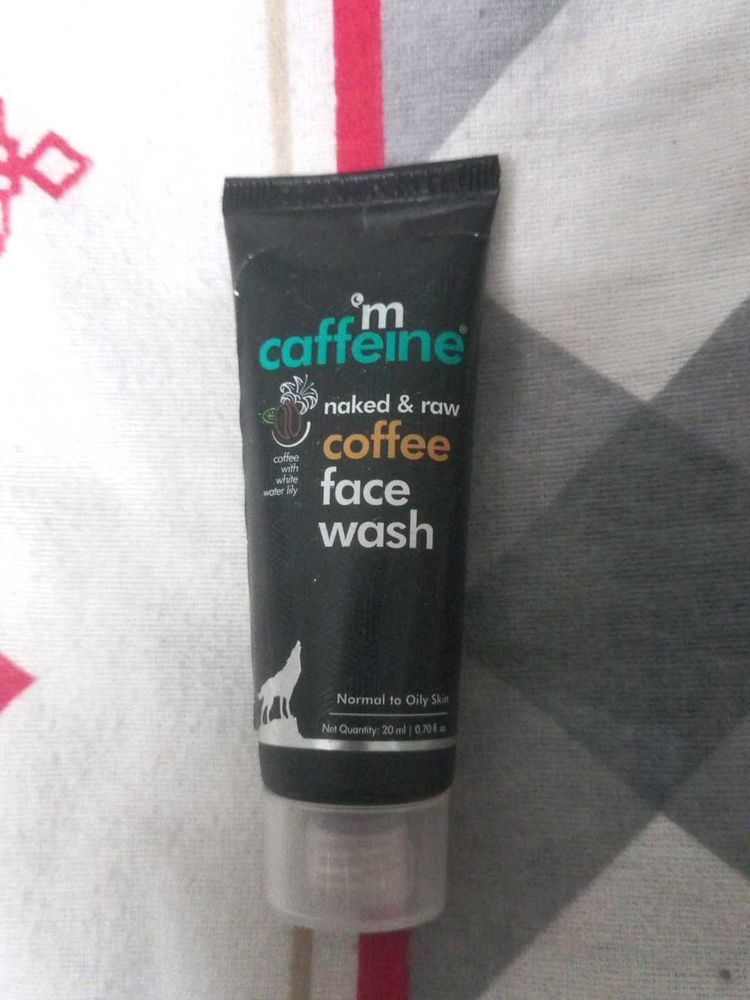 'm
caffeine®
naked & raw
coffee
face
wash
coffee
with
white
water lily
Normal to Oily Skin
Net Quantity: 20 ml | 0.70 fl. oz